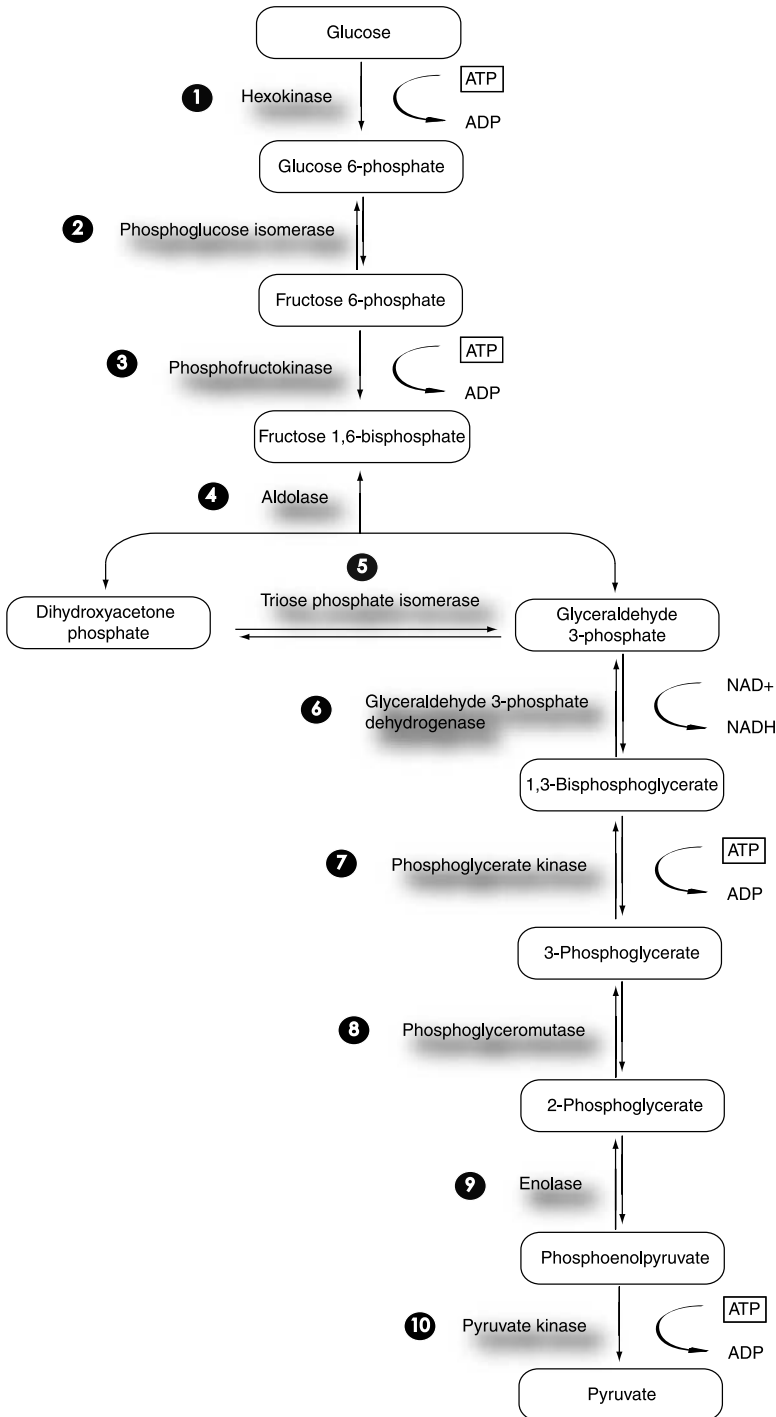 Glucose
1
Hexokinase
ATP
ADP
Glucose 6-phosphate
2
Phosphoglucose isomerase
Fructose 6-phosphate
3
Phosphofructokinase
ATP
ADP
Fructose 1,6-bisphosphate
4
Aldolase
5
Triose phosphate isomerase
Dihydroxyacetone
phosphate
Glyceraldehyde
3-phosphate
6
Glyceraldehyde 3-phosphate
dehydrogenase
NAD+
NADH
1,3-Bisphosphoglycerate
7
Phosphoglycerate kinase
ATP
ADP
3-Phosphoglycerate
8
Phosphoglyceromutase
2-Phosphoglycerate
9
Enolase
Phosphoenolpyruvate
10
Pyruvate kinase
ATP
ADP
Pyruvate